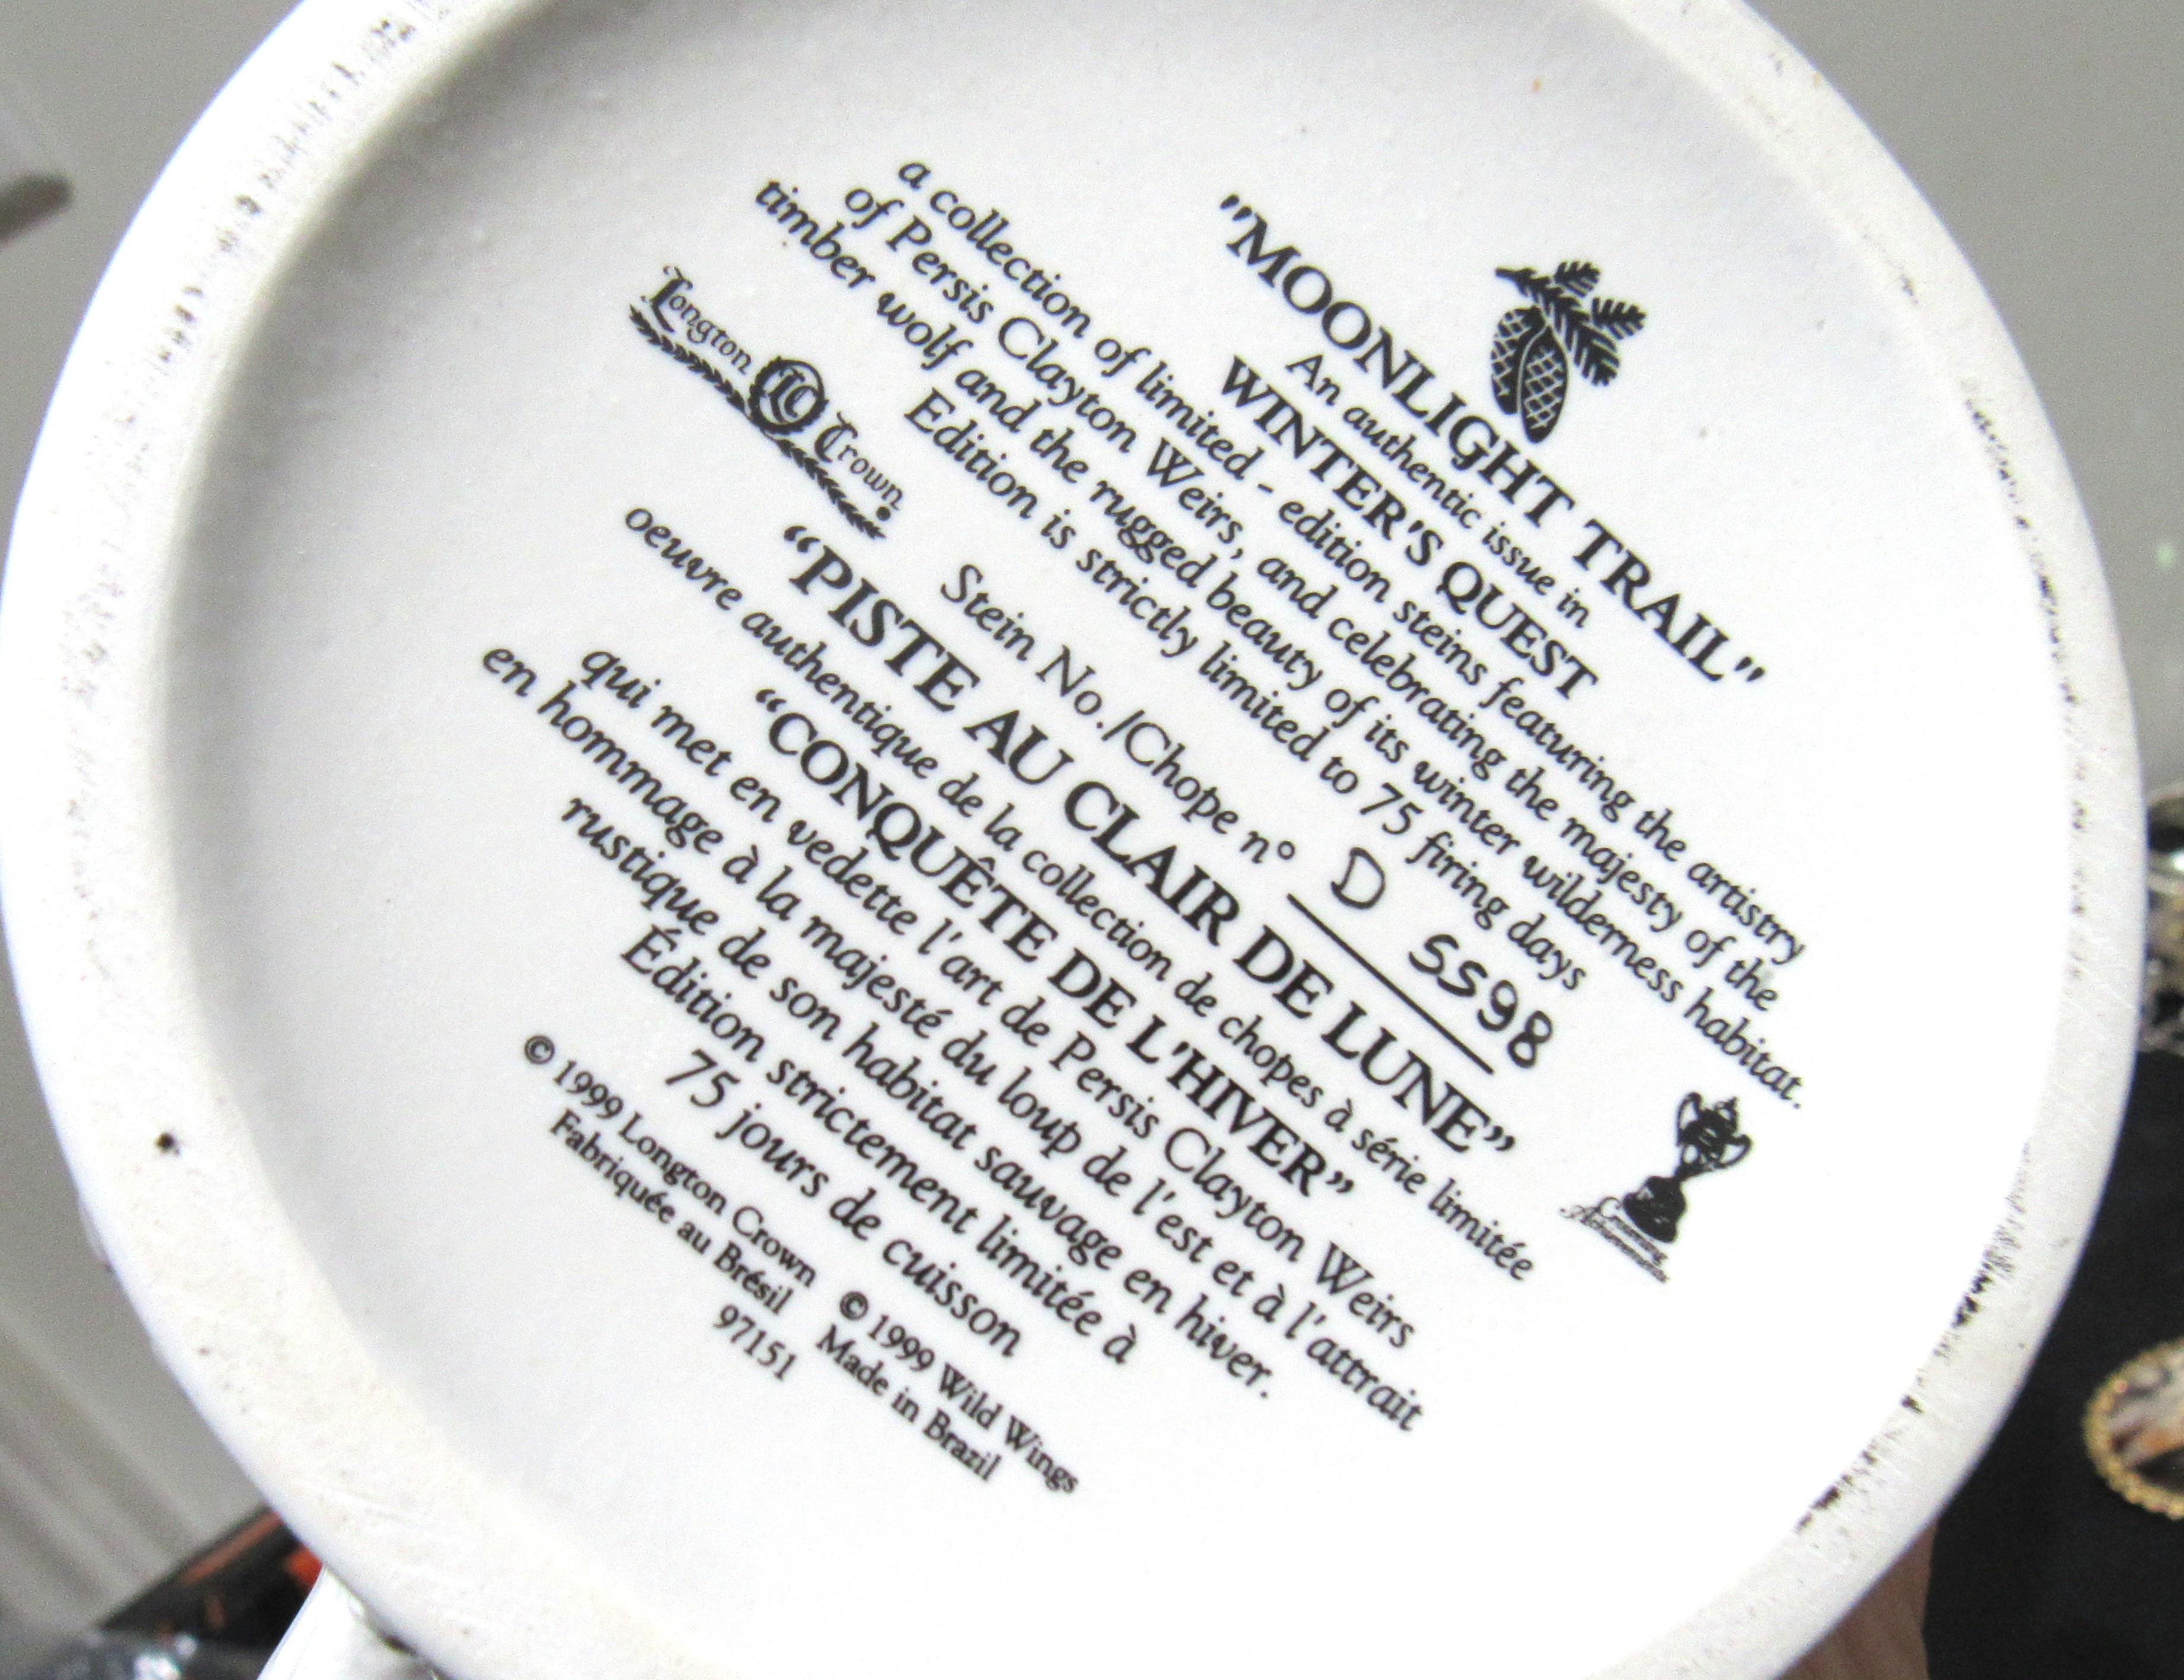 "MOONLIGHT TRAIL"
An authentic issue in
WINTER'S QUEST
a collection of limited - edition steins featuring the artistry
of Persis Clayton Weirs, and celebrating the majesty of the
timber wolf and the rugged beauty of its winter wilderness habitat.
Edition is strictly limited to 75 firing days
Longton LC Crown
Stein No./Chope n° D 5598
“PISTE AU CLAIR DE LUNE”
oeuvre authentique de la collection de chopes à série limitée
“CONQUÊTE DE L'HIVER”
qui met en vedette l'art de Persis Clayton Weirs
en hommage à la majesté du loup de l'est et à l'attrait
rustique de son habitat sauvage en hiver.
Édition strictement limitée à
75 jours de cuisson
© 1999 Longton Crown © 1999 Wild Wings
Fabriquée au Brésil Made in Brazil
97151